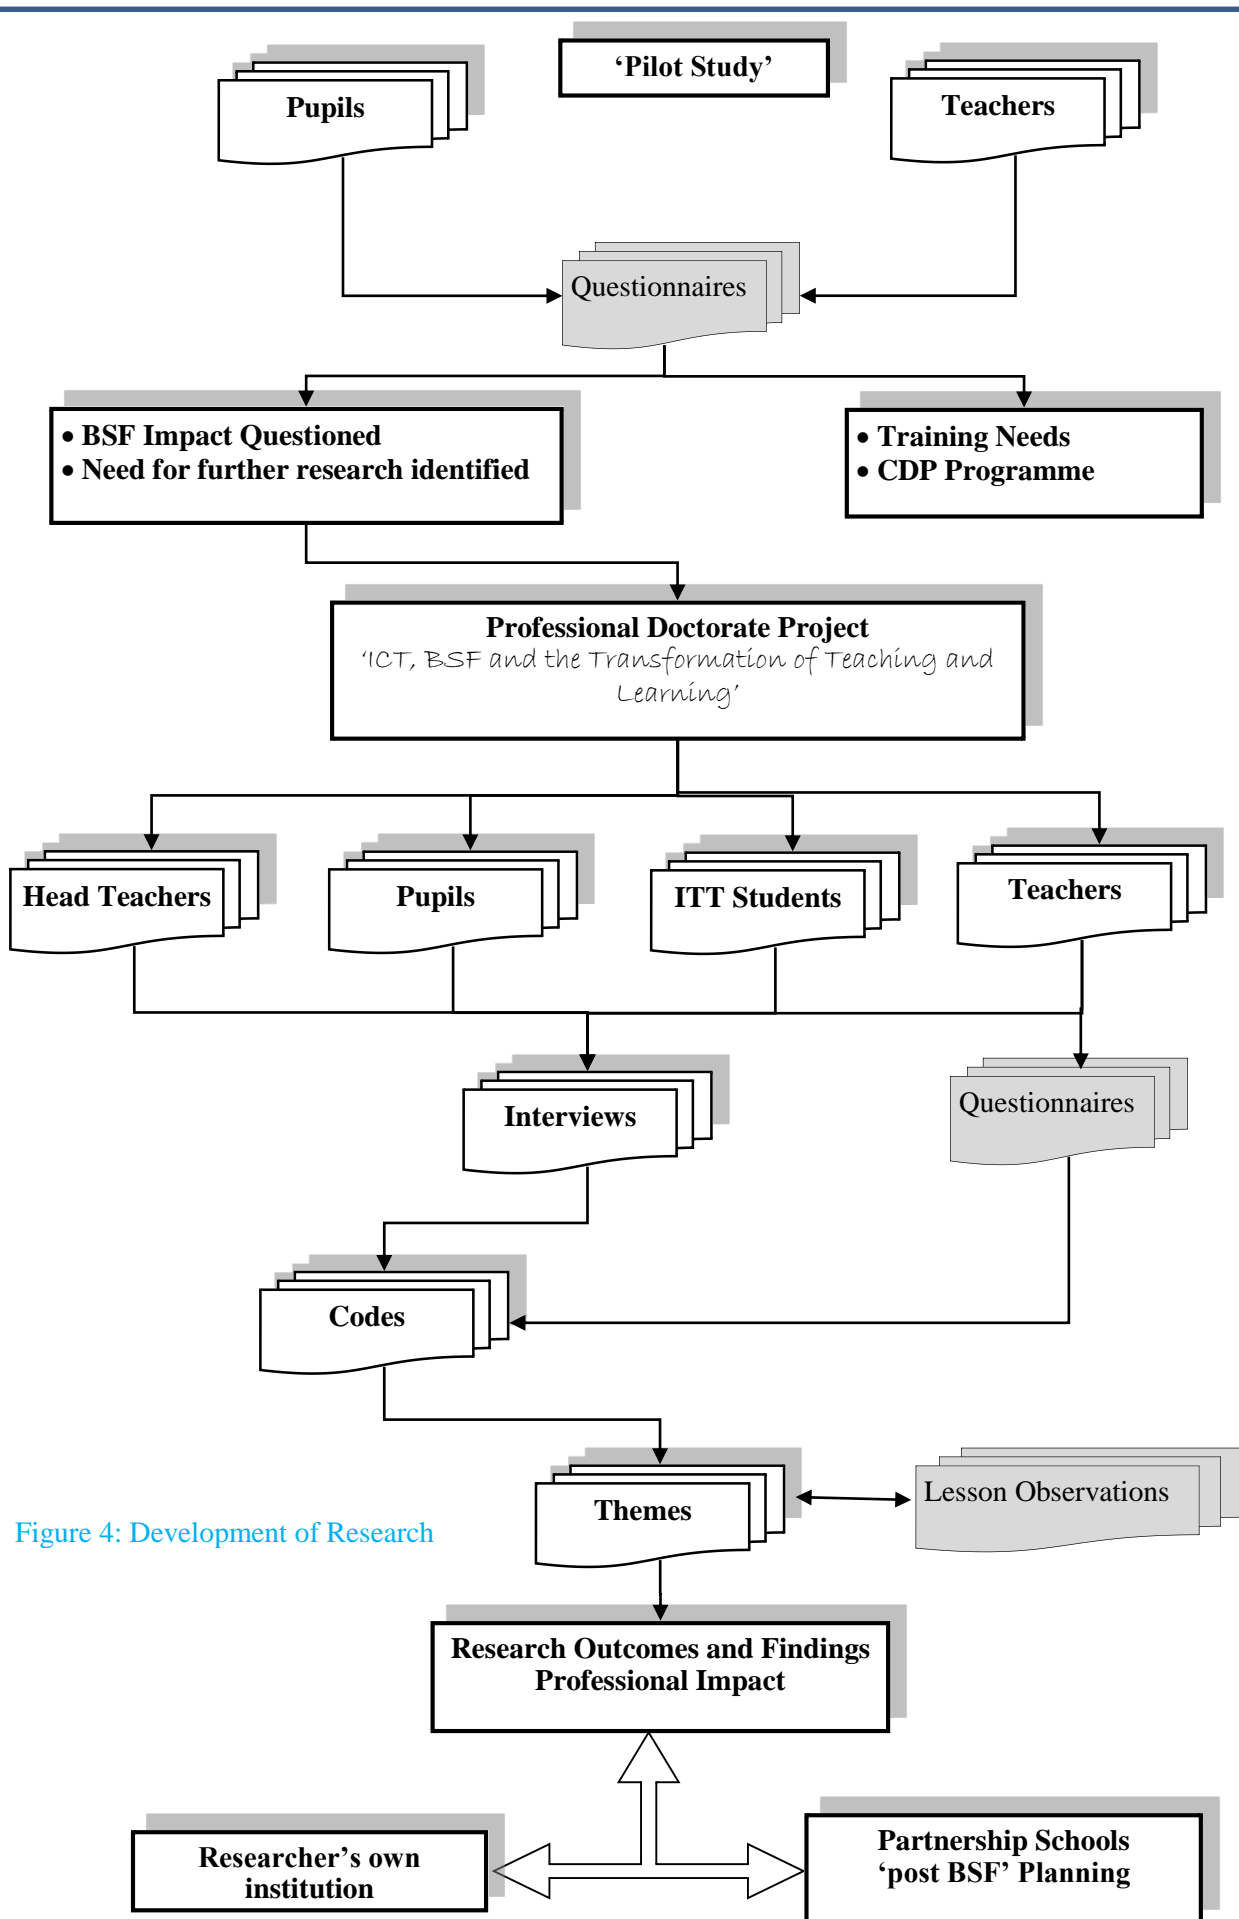 ‘Pilot Study’
Pupils
Teachers
Questionnaires
• BSF Impact Questioned
• Need for further research identified
• Training Needs
• CDP Programme
Professional Doctorate Project
‘ICT, BSF and the Transformation of Teaching and
Learning’
Head Teachers
Pupils
ITT Students
Teachers
Interviews
Questionnaires
Codes
Themes
Lesson Observations
Figure 4: Development of Research
Research Outcomes and Findings
Professional Impact
Researcher’s own
institution
Partnership Schools
‘post BSF’ Planning